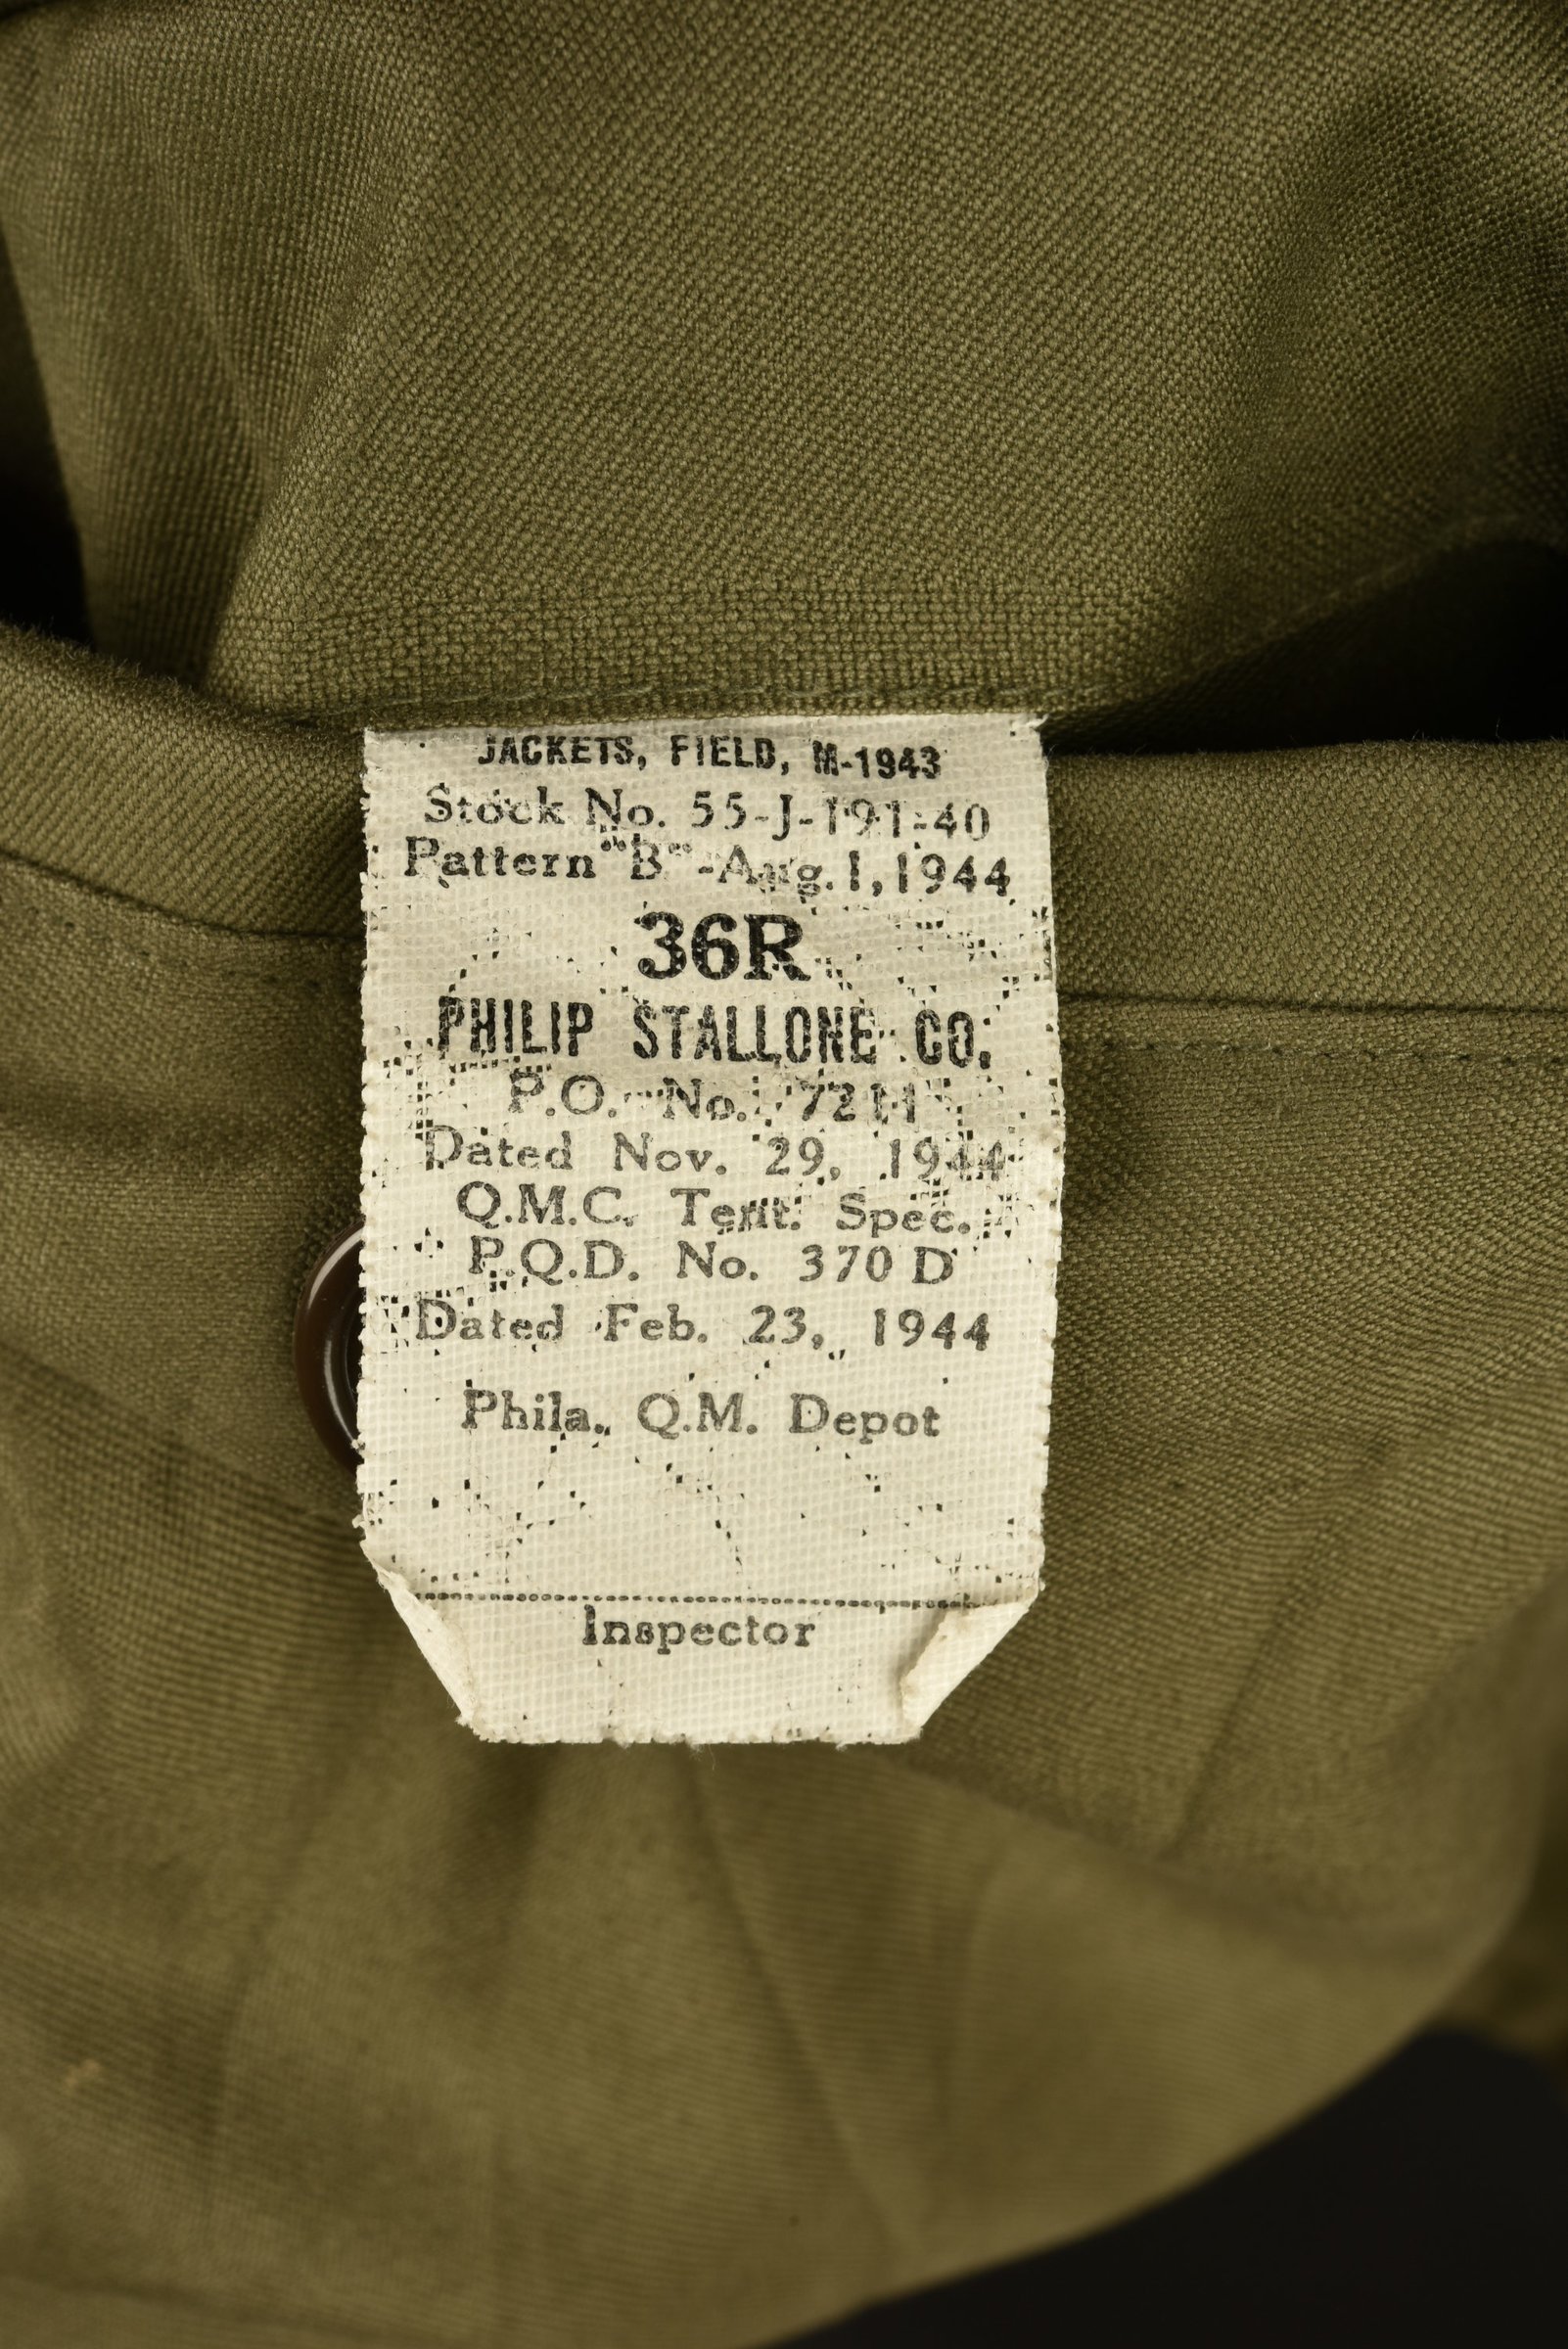 JACKETS, FIELD, M-1943
Stock No. 55-J-191-40
Pattern "B" -Aug. 1, 1944
36R
PHILIP STALLONE CO.
P.O. No. 7211
Dated Nov. 29, 1944
Q.M.C. Tent. Spec.
P.Q.D. No. 370 D
Dated Feb. 23, 1944
Phila. Q.M. Depot
Inspector